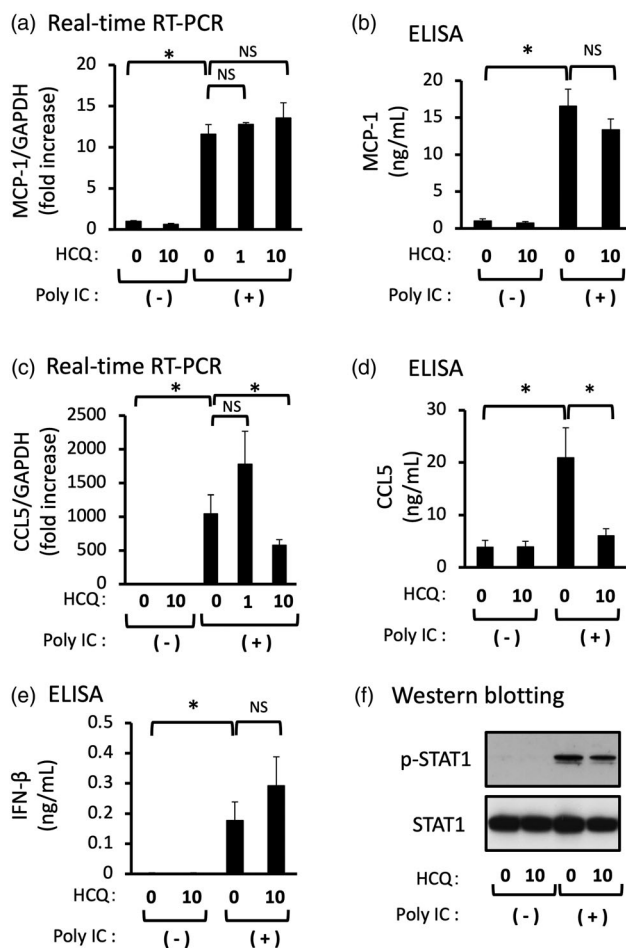 (a) Real-time RT-PCR
MCP-1/GAPDH
(fold increase)
20
15
10
5
0
*
NS
NS
HCQ: 0 10 0 1 10
Poly IC : ( - ) ( + )
(b) ELISA
MCP-1
(ng/mL)
20
15
10
5
0
*
NS
0 10 0 10
( - ) ( + )
HCQ:
Poly IC :
(c) Real-time RT-PCR
CCL5/GAPDH
(fold increase)
2500
2000
1500
1000
500
0
*
*
NS
HCQ: 0 10 0 1 10
Poly IC : ( - ) ( + )
(d) ELISA
CCL5
(ng/mL)
30
20
10
0
*
*
HCQ: 0 10 0 10
Poly IC : ( - ) ( + )
(e) ELISA
IFN-β
(ng/mL)
0.5
0.4
0.3
0.2
0.1
0
*
NS
HCQ: 0 10 0 10
Poly IC : ( - ) ( + )
(f) Western blotting
p-STAT1
STAT1
HCQ: 0 10 0 10
Poly IC : ( - ) ( + )